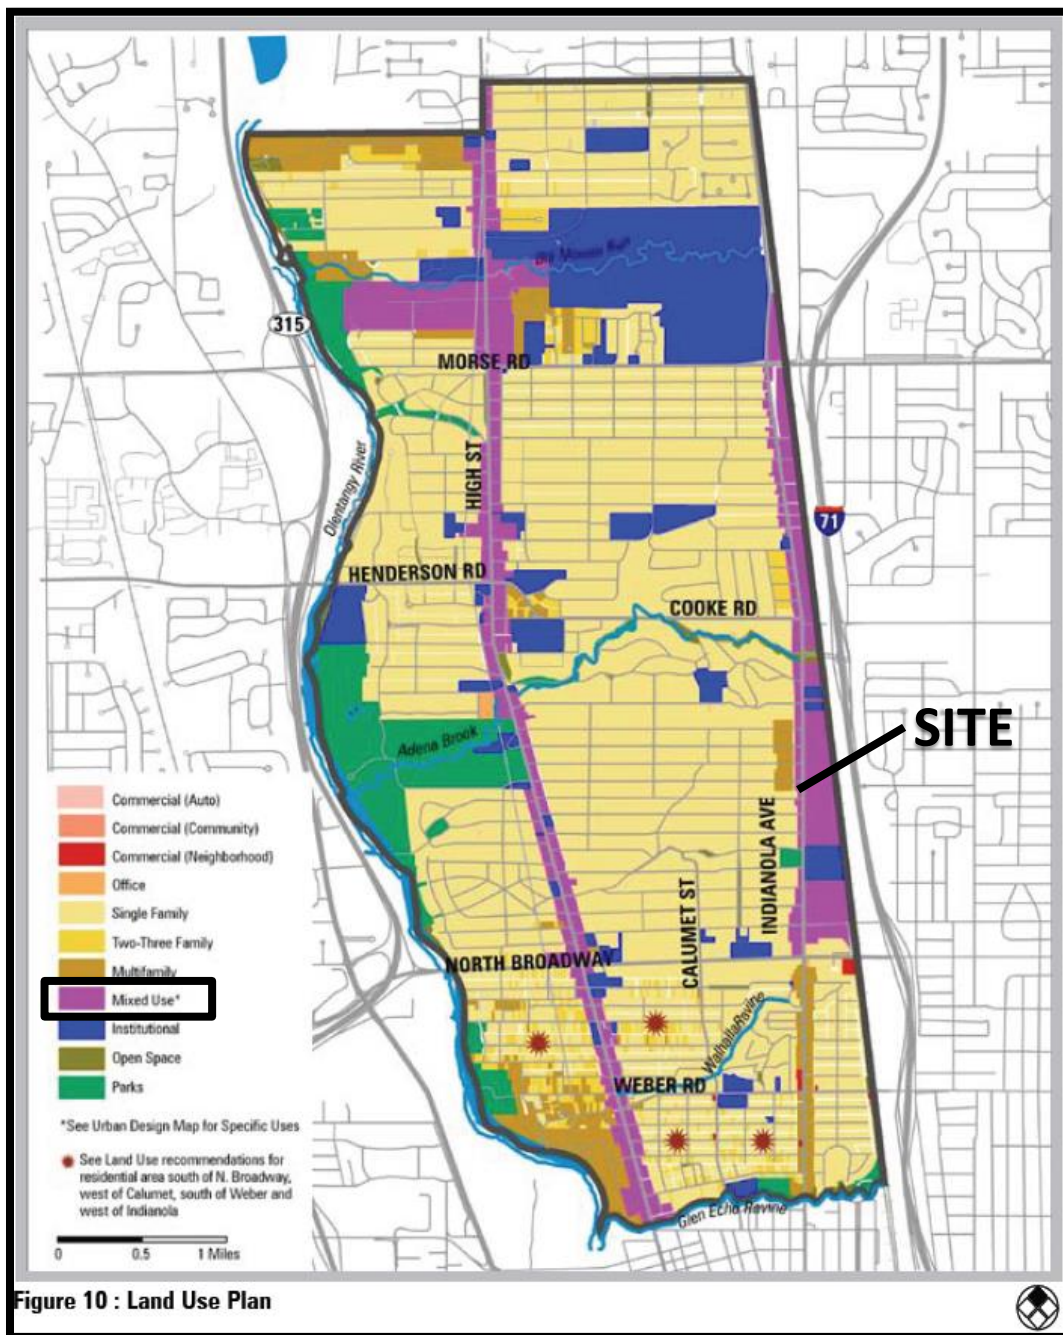 Big Walnut Run
315
MORSE RD
Olentangy River
HIGH ST
71
HENDERSON RD
COOKE RD
SITE
Adena Brook
INDIANOLA AVE
CALUMET ST
NORTH BROADWAY
Walhalla Ravine
WEBER RD
Glen Echo Ravine
Commercial (Auto)
Commercial (Community)
Commercial (Neighborhood)
Office
Single Family
Two-Three Family
Multifamily
Mixed Use*
Institutional
Open Space
Parks
*See Urban Design Map for Specific Uses
See Land Use recommendations for
residential area south of N. Broadway,
west of Calumet, south of Weber and
west of Indianola
0 0.5 1 Miles
Figure 10 : Land Use Plan